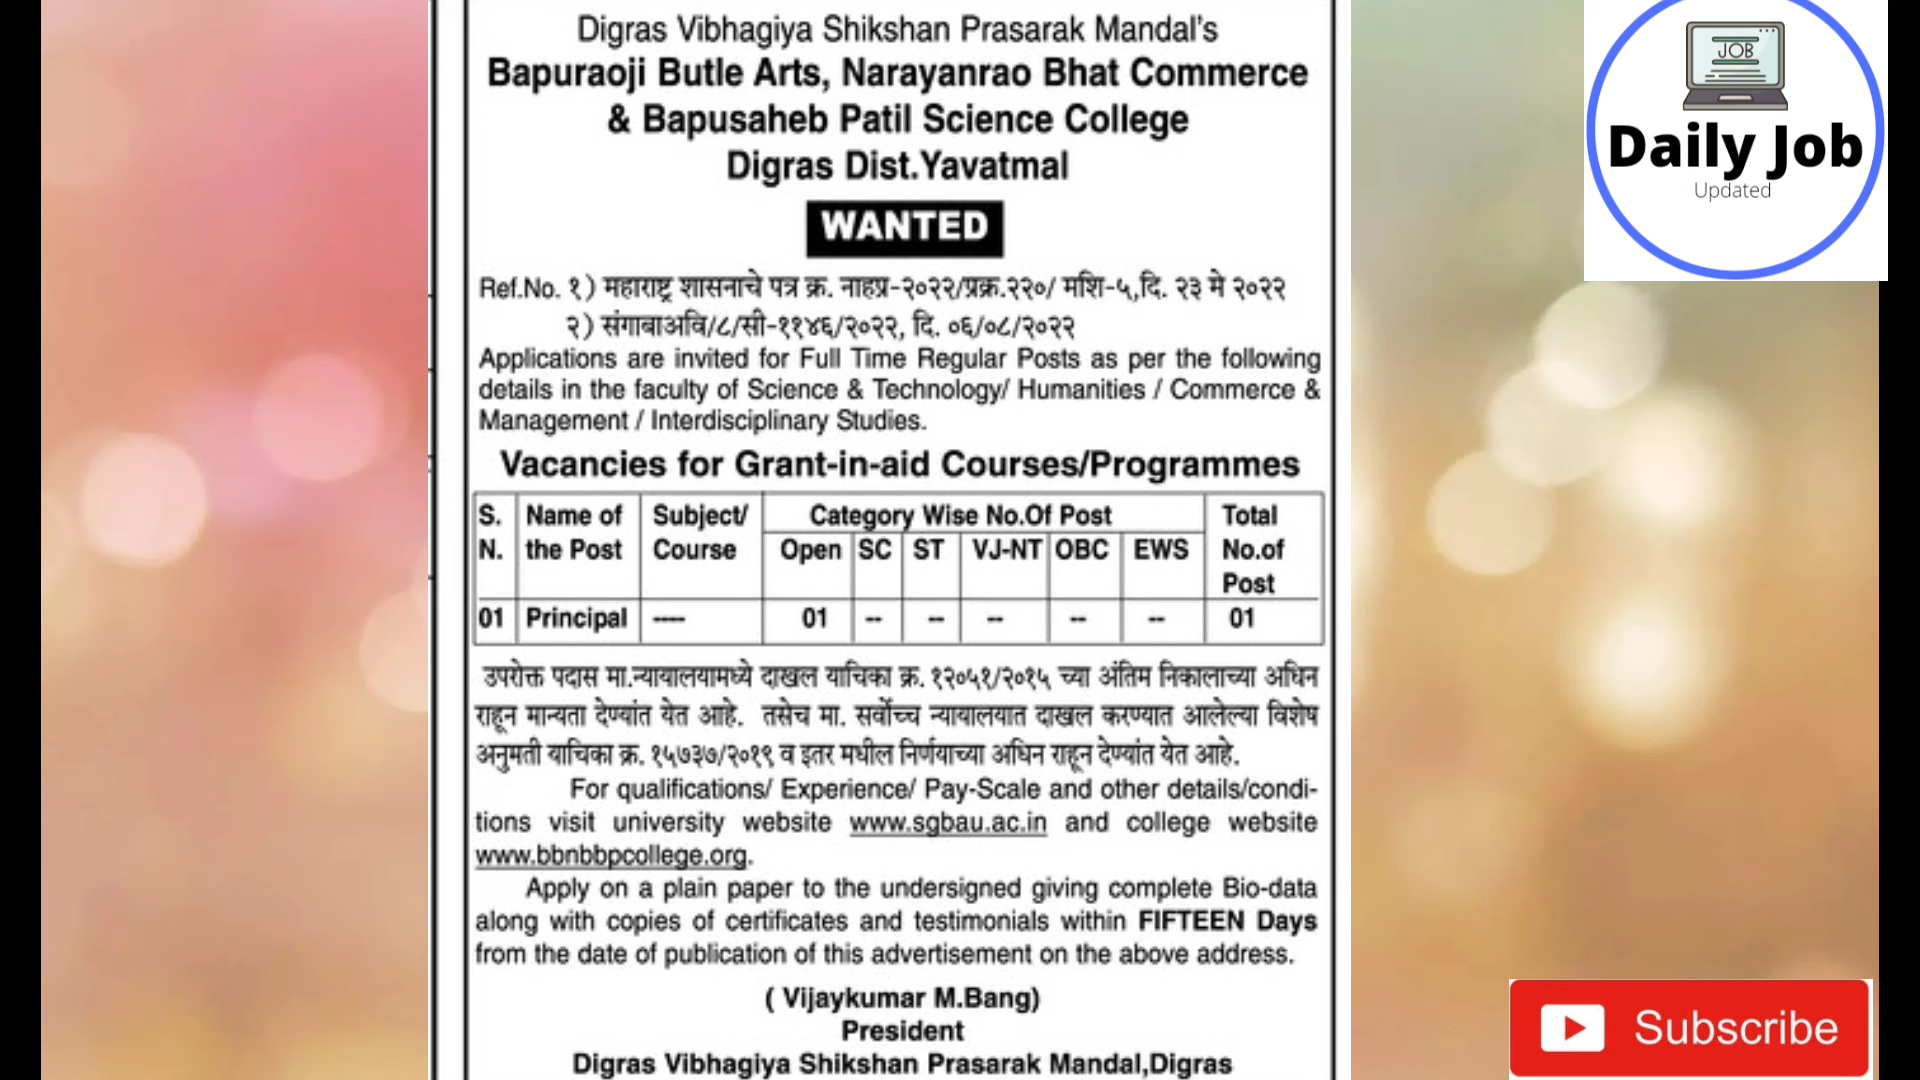 Digras Vibhagiya Shikshan Prasarak Mandal's
Bapuraoji Butle Arts, Narayanrao Bhat Commerce
& Bapusaheb Patil Science College
Digras Dist.Yavatmal
WANTED
Ref.No. १) महाराष्ट्र शासनाचे पत्र क्र. नाहप्र-२०२२/प्रक्र.२२०/ मशि-५,दि. २३ मे २०२२
२) संगाबाअवि/८/सी-११४६/२०२२, दि. ०६/०८/२०२२
Applications are invited for Full Time Regular Posts as per the following
details in the faculty of Science & Technology/ Humanities / Commerce &
Management / Interdisciplinary Studies.
Vacancies for Grant-in-aid Courses/Programmes
S. Name of Subject/ Category Wise No.Of Post Total
N. the Post Course Open SC ST VJ-NT OBC EWS No.of
Post
01 Principal ---- 01 -- -- -- -- -- 01
उपरोक्त पदास मा.न्यायालयामध्ये दाखल याचिका क्र. १२०५१/२०१५ च्या अंतिम निकालाच्या अधिन
राहून मान्यता देण्यांत येत आहे. तसेच मा. सर्वोच्च न्यायालयात दाखल करण्यात आलेल्या विशेष
अनुमती याचिका क्र. १५७३७/२०१९ व इतर मधील निर्णयाच्या अधिन राहून देण्यांत येत आहे.
For qualifications/ Experience/ Pay-Scale and other details/condi-
tions visit university website www.sgbau.ac.in and college website
www.bbnbbpcollege.org.
Apply on a plain paper to the undersigned giving complete Bio-data
along with copies of certificates and testimonials within FIFTEEN Days
from the date of publication of this advertisement on the above address.
( Vijaykumar M.Bang)
President
Digras Vibhagiya Shikshan Prasarak Mandal,Digras
JOB
Daily Job
Updated
Subscribe